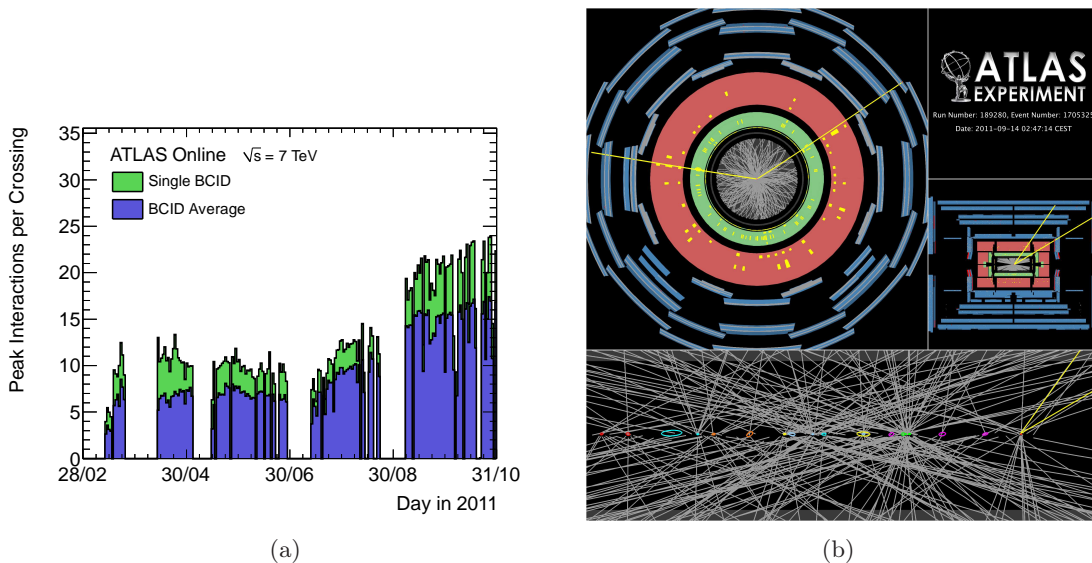 Peak Interactions per Crossing
35
30
25
20
15
10
5
0
ATLAS Online √s = 7 TeV
Single BCID
BCID Average
28/02 30/04 30/06 30/08 31/10
Day in 2011
(a)
ATLAS
EXPERIMENT
Run Number: 189280, Event Number: 1705325
Date: 2011-09-14 02:47:14 CEST
(b)